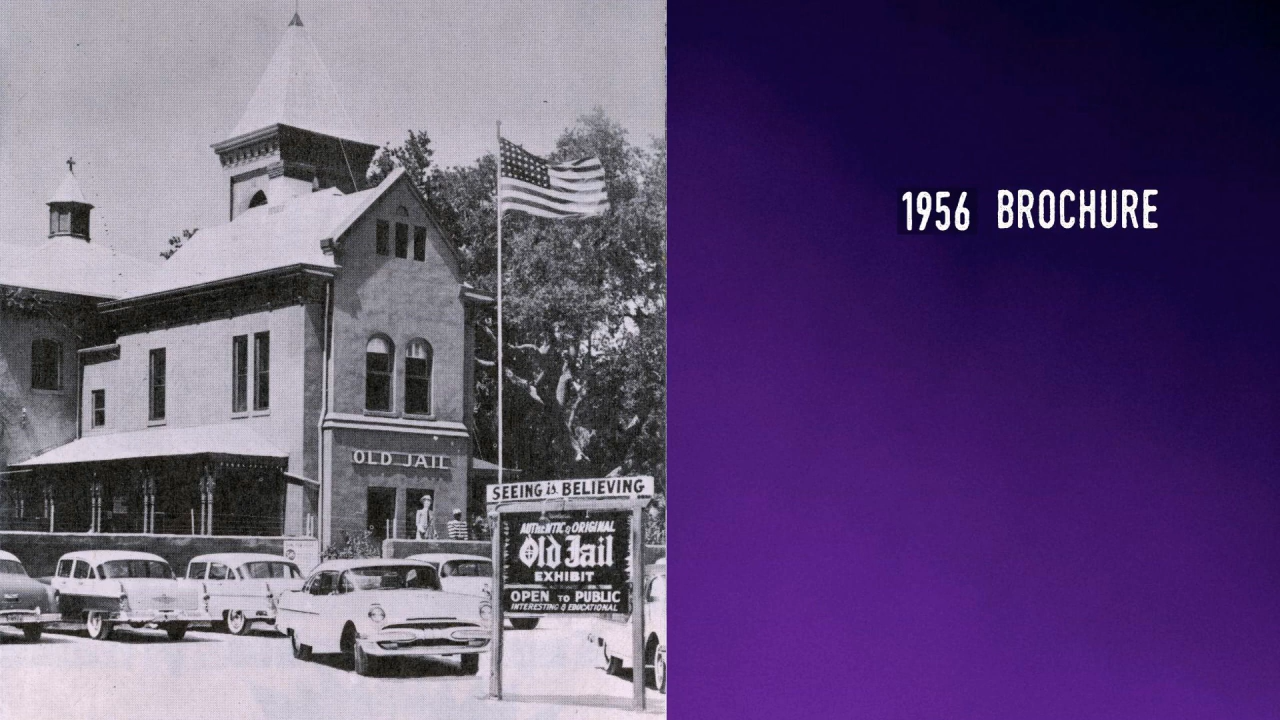 OLD JAIL
SEEING is BELIEVING
AUTHENTIC & ORIGINAL
Old Jail
EXHIBIT
OPEN TO PUBLIC
INTERESTING & EDUCATIONAL
1956 BROCHURE